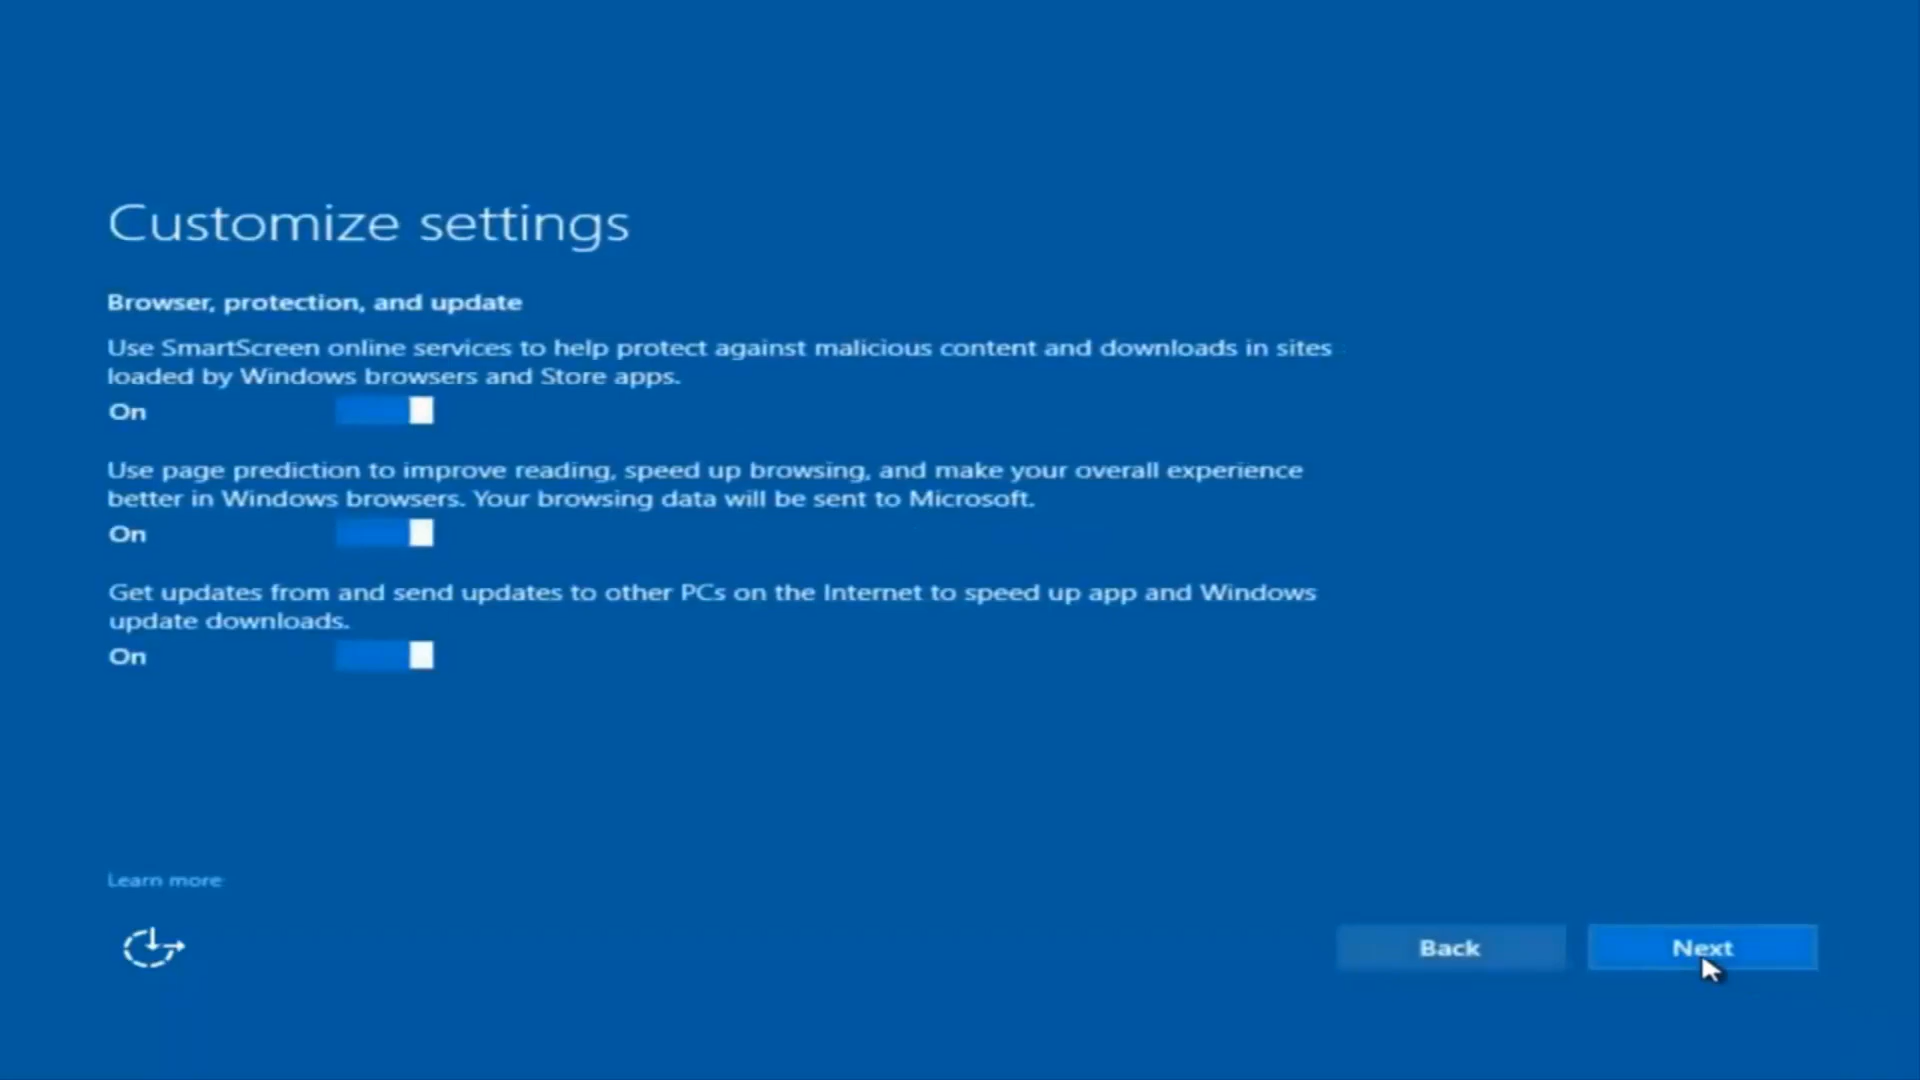 Customize settings
Browser, protection, and update
Use SmartScreen online services to help protect against malicious content and downloads in sites
loaded by Windows browsers and Store apps.
On
Use page prediction to improve reading, speed up browsing, and make your overall experience
better in Windows browsers. Your browsing data will be sent to Microsoft.
On
Get updates from and send updates to other PCs on the Internet to speed up app and Windows
update downloads.
On
Learn more
Back
Next